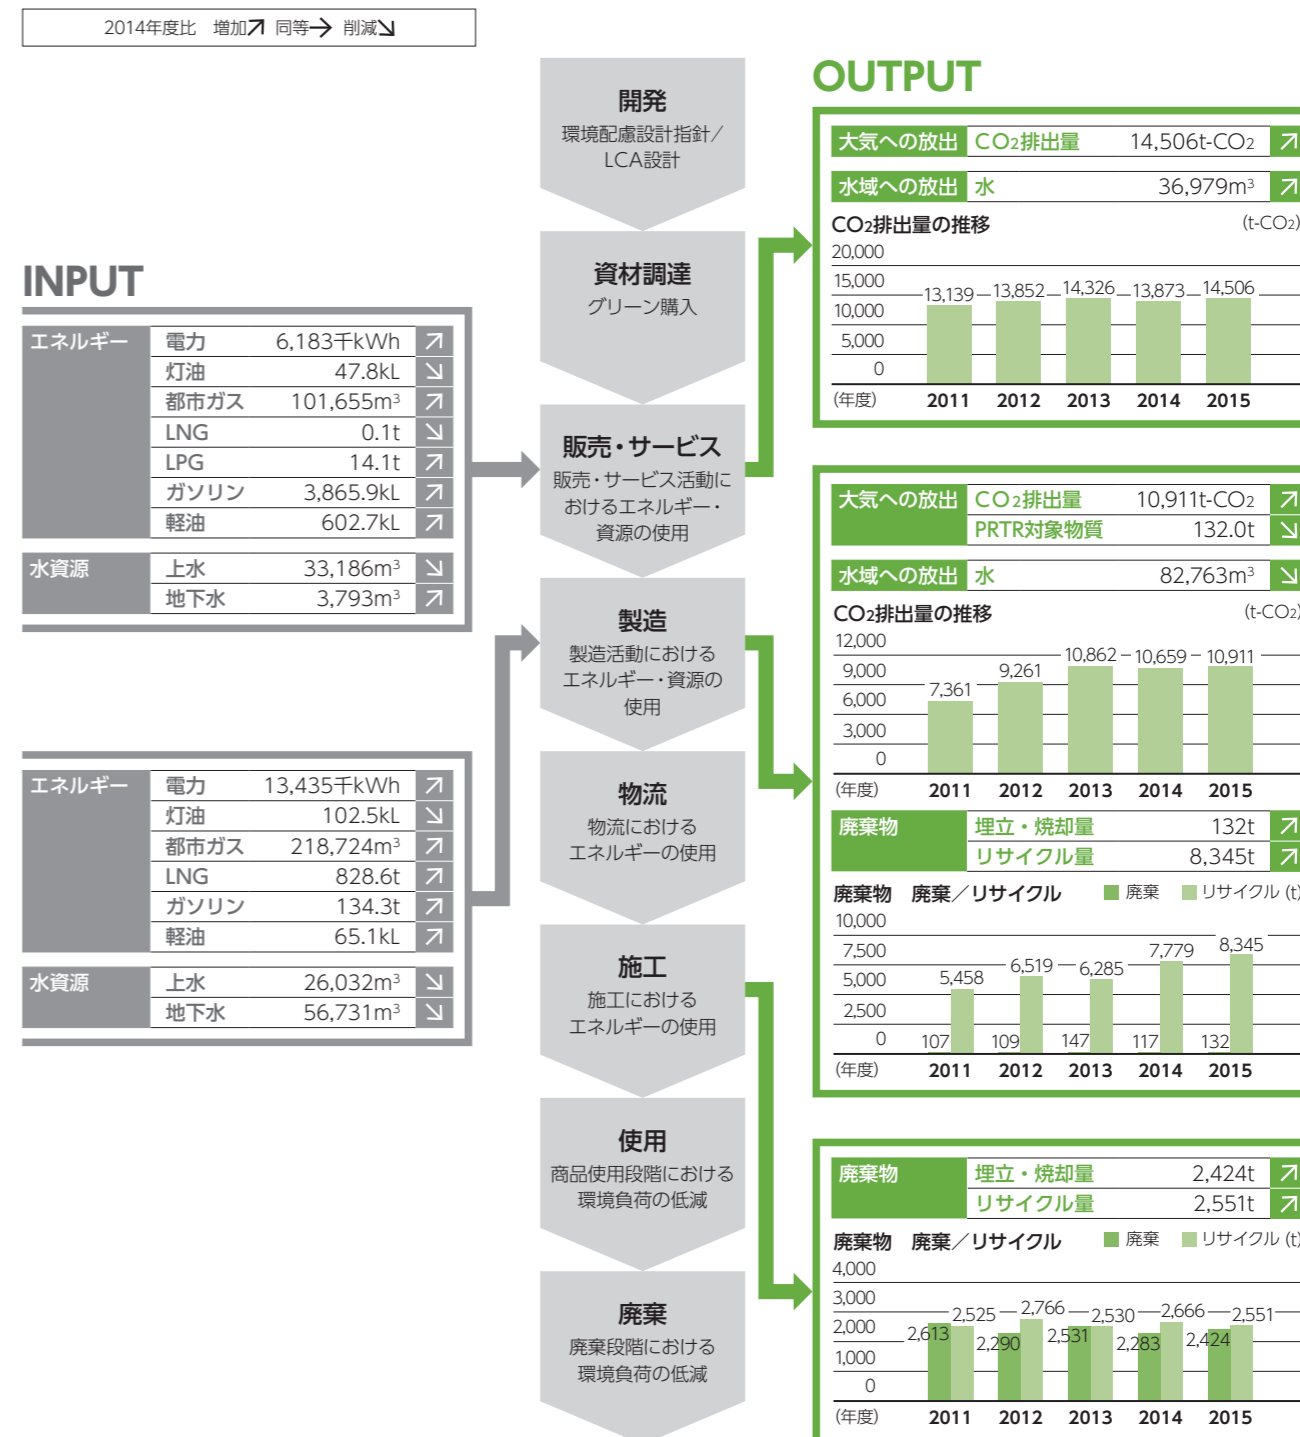 2014年度比 増加↗ 同等→ 削減↘
INPUT
エネルギー 電力 6,183千kWh ↗
灯油 47.8kL ↘
都市ガス 101,655m³ ↗
LNG 0.1t ↘
LPG 14.1t ↗
ガソリン 3,865.9kL ↗
軽油 602.7kL ↗
水資源 上水 33,186m³ ↘
地下水 3,793m³ ↗
エネルギー 電力 13,435千kWh ↗
灯油 102.5kL ↘
都市ガス 218,724m³ ↗
LNG 828.6t ↗
ガソリン 134.3t ↗
軽油 65.1kL ↗
水資源 上水 26,032m³ ↘
地下水 56,731m³ ↘
開発
環境配慮設計指針/
LCA設計
資材調達
グリーン購入
販売・サービス
販売・サービス活動に
おけるエネルギー・
資源の使用
製造
製造活動における
エネルギー・資源の
使用
物流
物流における
エネルギーの使用
施工
施工における
エネルギーの使用
使用
商品使用段階における
環境負荷の低減
廃棄
廃棄段階における
環境負荷の低減
OUTPUT
大気への放出 CO₂排出量 14,506t-CO₂ ↗
水域への放出 水 36,979m³ ↗
CO₂排出量の推移 (t-CO₂)
20,000
15,000
10,000
5,000
0
13,139 13,852 14,326 13,873 14,506
(年度) 2011 2012 2013 2014 2015
大気への放出 CO₂排出量 10,911t-CO₂ ↗
PRTR対象物質 132.0t ↘
水域への放出 水 82,763m³ ↘
CO₂排出量の推移 (t-CO₂)
12,000
9,000
6,000
3,000
0
7,361 9,261 10,862 10,659 10,911
(年度) 2011 2012 2013 2014 2015
廃棄物 埋立・焼却量 132t ↗
リサイクル量 8,345t ↗
廃棄物 廃棄/リサイクル 廃棄 リサイクル (t)
10,000
7,500
5,000
2,500
0
5,458 6,519 6,285 7,779 8,345
107 109 147 117 132
(年度) 2011 2012 2013 2014 2015
廃棄物 埋立・焼却量 2,424t ↗
リサイクル量 2,551t ↗
廃棄物 廃棄/リサイクル 廃棄 リサイクル (t)
4,000
3,000
2,000
1,000
0
2,525 2,766 2,530 2,666 2,551
2,613 2,290 2,531 2,283 2,424
(年度) 2011 2012 2013 2014 2015